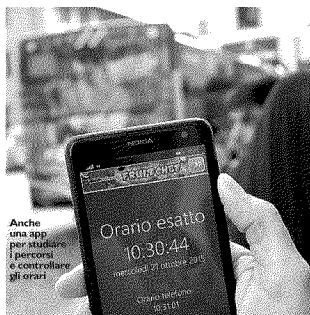 NOKIA
Orario esatto
10:30:44
mercoledì 21 ottobre 2015
Orario telefono
10:31:01
Anche
una app
per studiare
i percorsi
e controllare
gli orari